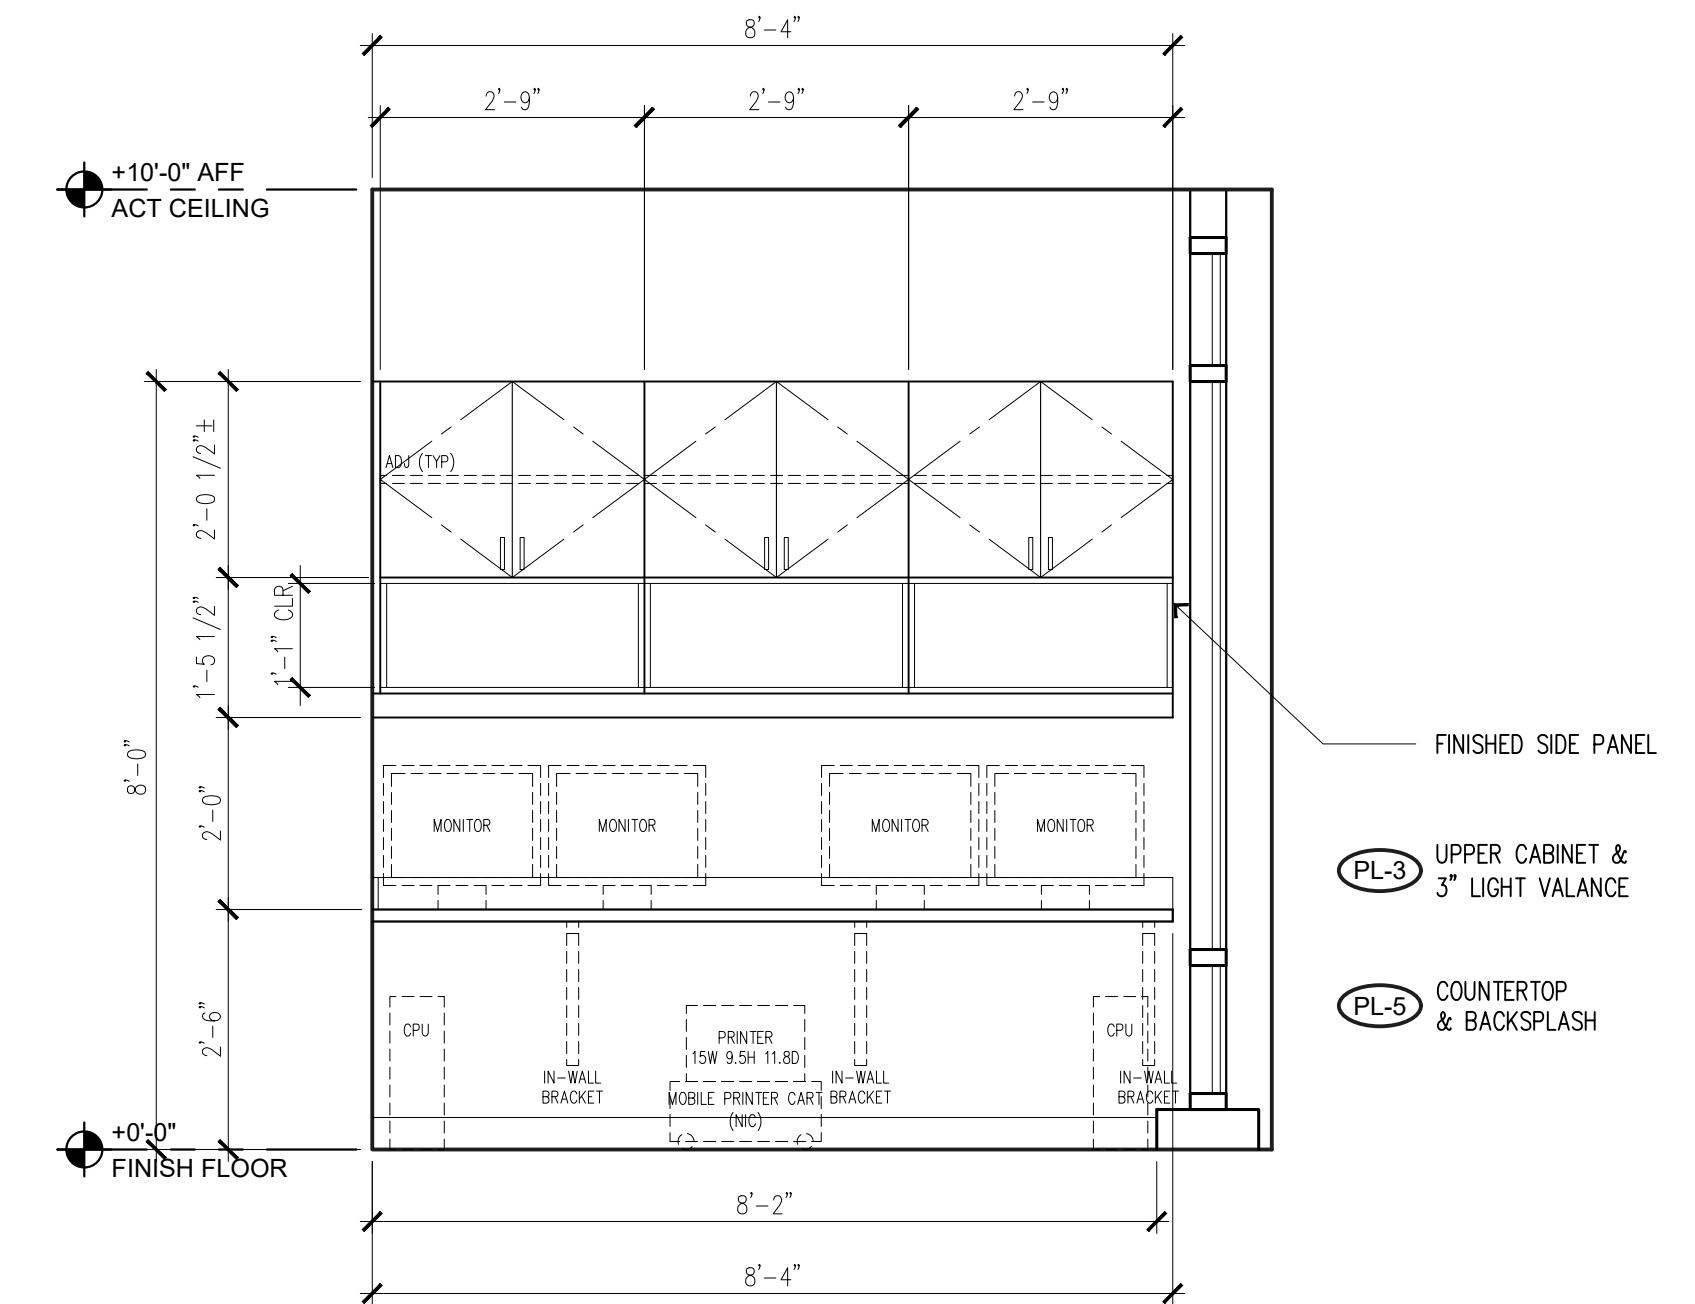 8'-4"
2'-9" 2'-9" 2'-9"
+10'-0" AFF
ACT CEILING
2'-0 1/2"±
ADJ (TYP)
1'-5 1/2"
1'-1" CLR
8'-0"
2'-0"
2'-6"
MONITOR MONITOR MONITOR MONITOR
FINISHED SIDE PANEL
PL-3 UPPER CABINET &
3" LIGHT VALANCE
PL-5 COUNTERTOP
& BACKSPLASH
CPU
PRINTER
15W 9.5H 11.8D
CPU
IN-WALL
BRACKET
MOBILE PRINTER CART
(NIC)
IN-WALL
BRACKET
IN-WALL
BRACKET
+0'-0"
FINISH FLOOR
8'-2"
8'-4"